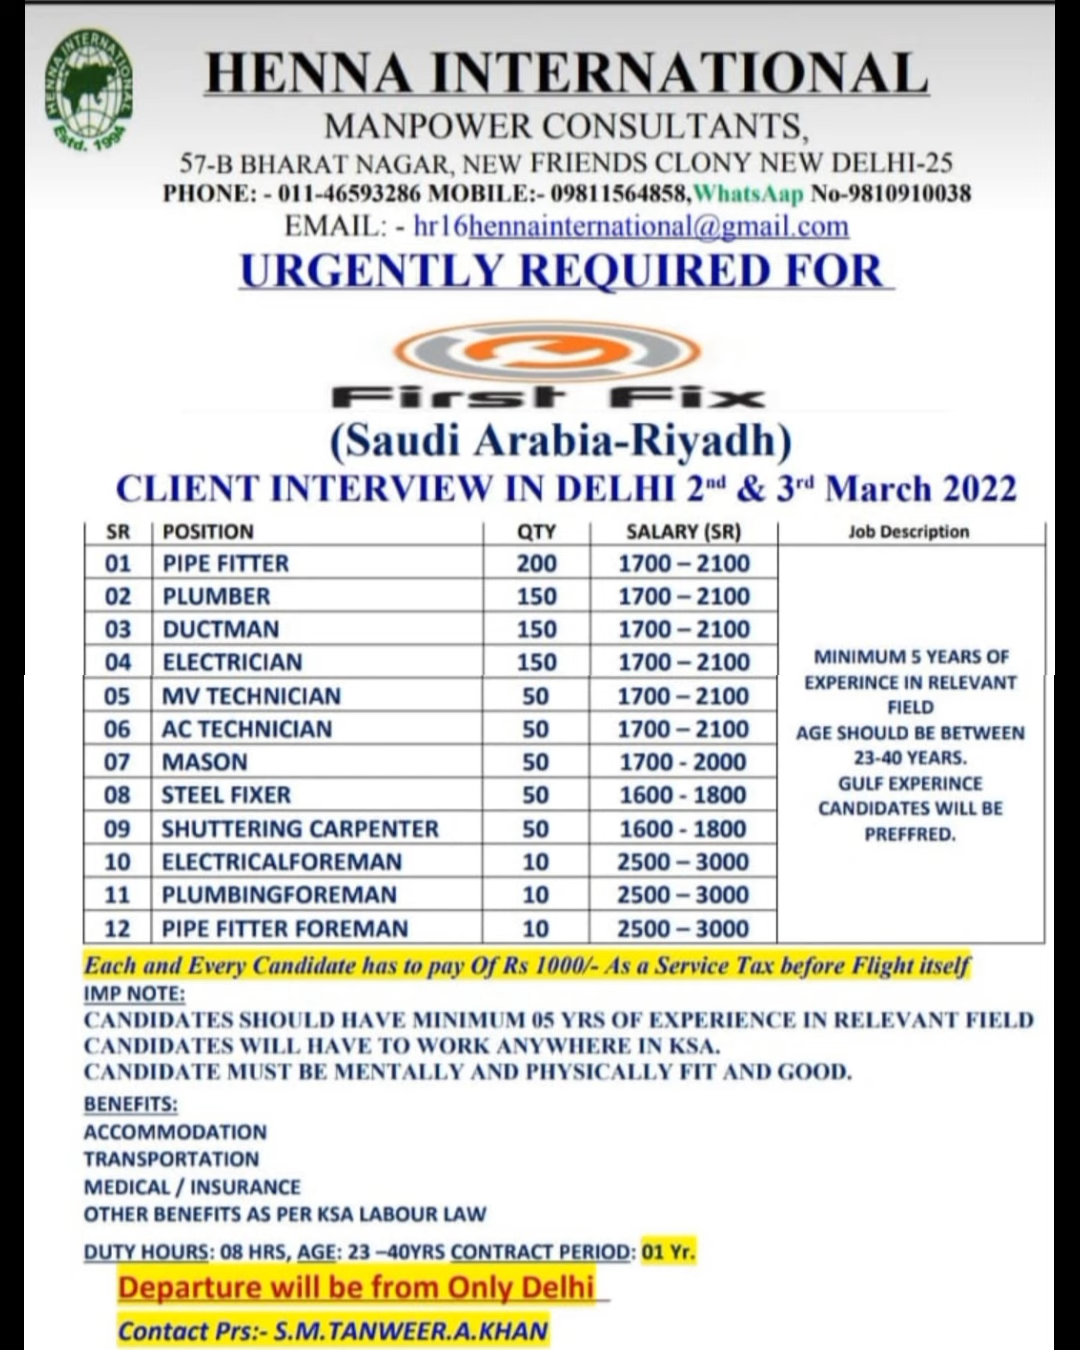 HENNA INTERNATIONAL
Estd. 1994
HENNA INTERNATIONAL
MANPOWER CONSULTANTS,
57-B BHARAT NAGAR, NEW FRIENDS CLONY NEW DELHI-25
PHONE: - 011-46593286 MOBILE:- 09811564858,WhatsAap No-9810910038
EMAIL: - hr16hennainternational@gmail.com
URGENTLY REQUIRED FOR
First Fix
(Saudi Arabia-Riyadh)
CLIENT INTERVIEW IN DELHI 2nd & 3rd March 2022
SR POSITION QTY SALARY (SR) Job Description
01 PIPE FITTER 200 1700 – 2100
02 PLUMBER 150 1700 – 2100
03 DUCTMAN 150 1700 – 2100
04 ELECTRICIAN 150 1700 – 2100
05 MV TECHNICIAN 50 1700 – 2100
06 AC TECHNICIAN 50 1700 – 2100
07 MASON 50 1700 - 2000
08 STEEL FIXER 50 1600 - 1800
09 SHUTTERING CARPENTER 50 1600 - 1800
10 ELECTRICALFOREMAN 10 2500 – 3000
11 PLUMBINGFOREMAN 10 2500 – 3000
12 PIPE FITTER FOREMAN 10 2500 – 3000
MINIMUM 5 YEARS OF
EXPERINCE IN RELEVANT
FIELD
AGE SHOULD BE BETWEEN
23-40 YEARS.
GULF EXPERINCE
CANDIDATES WILL BE
PREFFRED.
Each and Every Candidate has to pay Of Rs 1000/- As a Service Tax before Flight itself
IMP NOTE:
CANDIDATES SHOULD HAVE MINIMUM 05 YRS OF EXPERIENCE IN RELEVANT FIELD
CANDIDATES WILL HAVE TO WORK ANYWHERE IN KSA.
CANDIDATE MUST BE MENTALLY AND PHYSICALLY FIT AND GOOD.
BENEFITS:
ACCOMMODATION
TRANSPORTATION
MEDICAL / INSURANCE
OTHER BENEFITS AS PER KSA LABOUR LAW
DUTY HOURS: 08 HRS, AGE: 23 –40YRS CONTRACT PERIOD: 01 Yr.
Departure will be from Only Delhi
Contact Prs:- S.M.TANWEER.A.KHAN